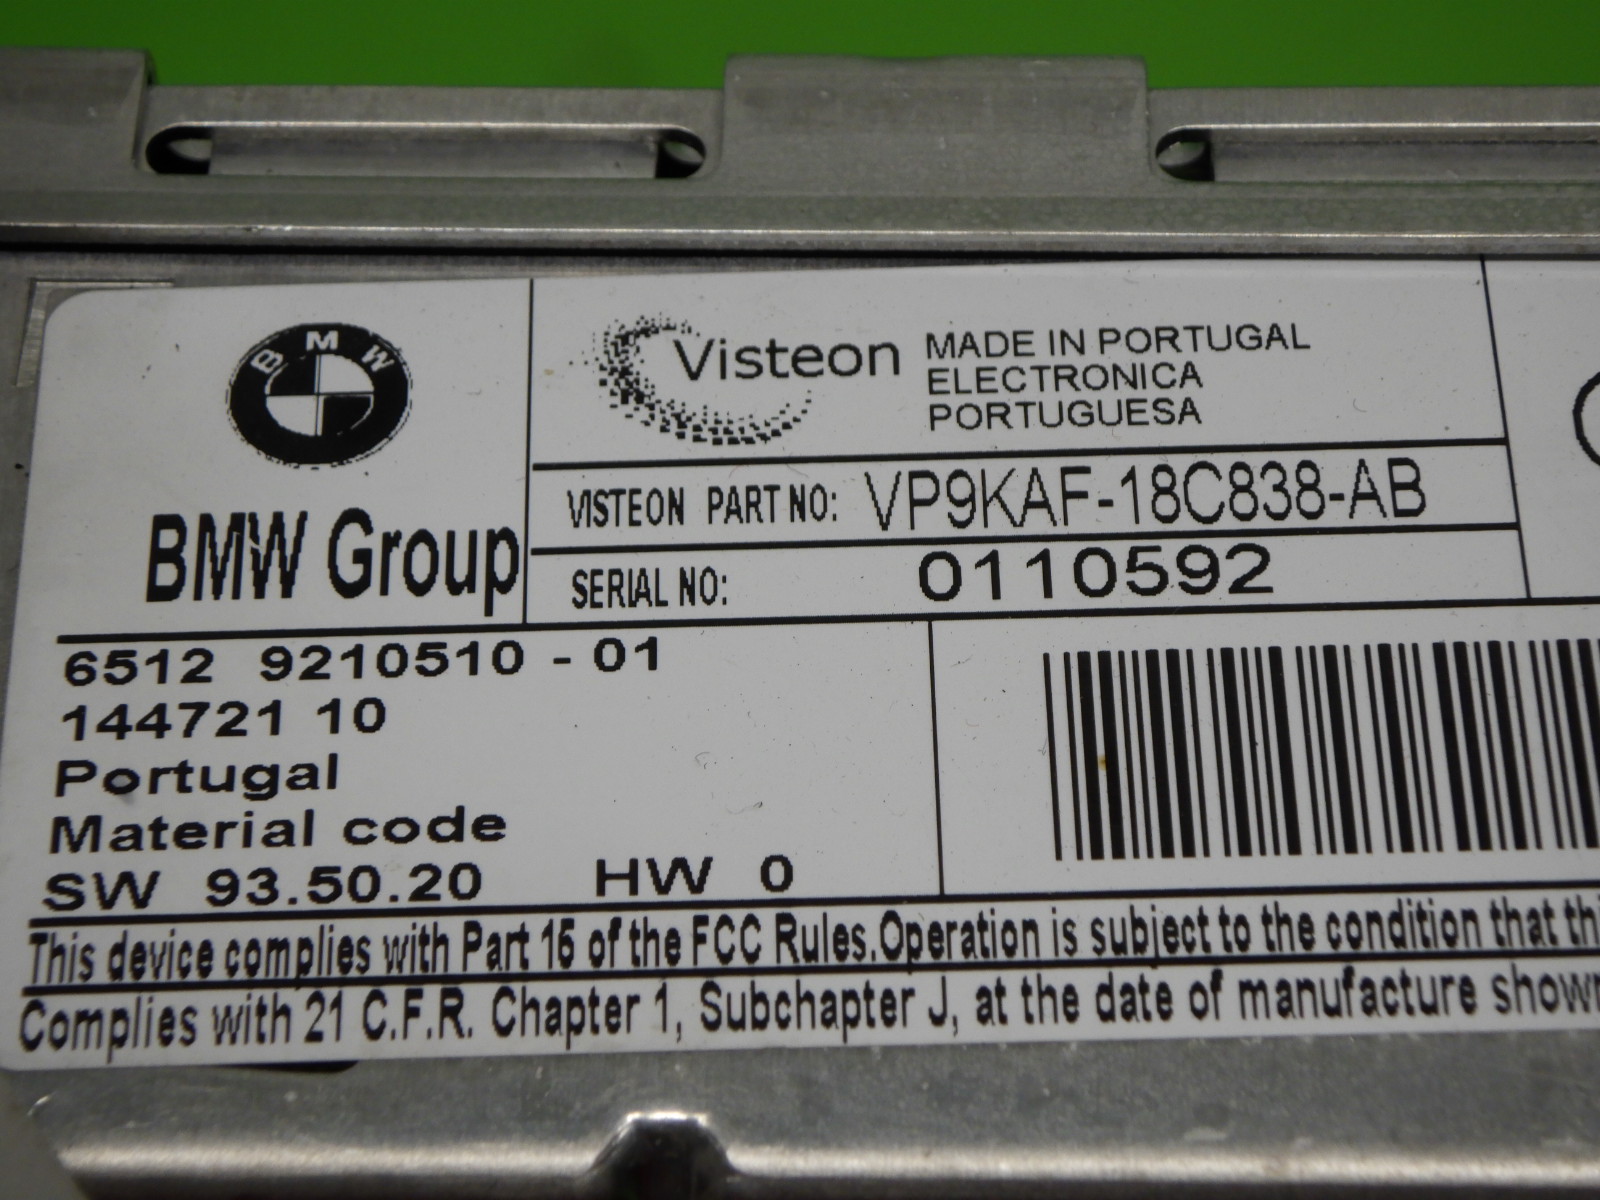 BMW
BMW Group
Visteon
MADE IN PORTUGAL
ELECTRONICA
PORTUGUESA
VISTEON PART NO: VP9KAF-18C838-AB
SERIAL NO: 0110592
6512 9210510 - 01
144721 10
Portugal
Material code
SW 93.50.20 HW 0
This device complies with Part 15 of the FCC Rules.Operation is subject to the condition that thi
Complies with 21 C.F.R. Chapter 1, Subchapter J, at the date of manufacture shown